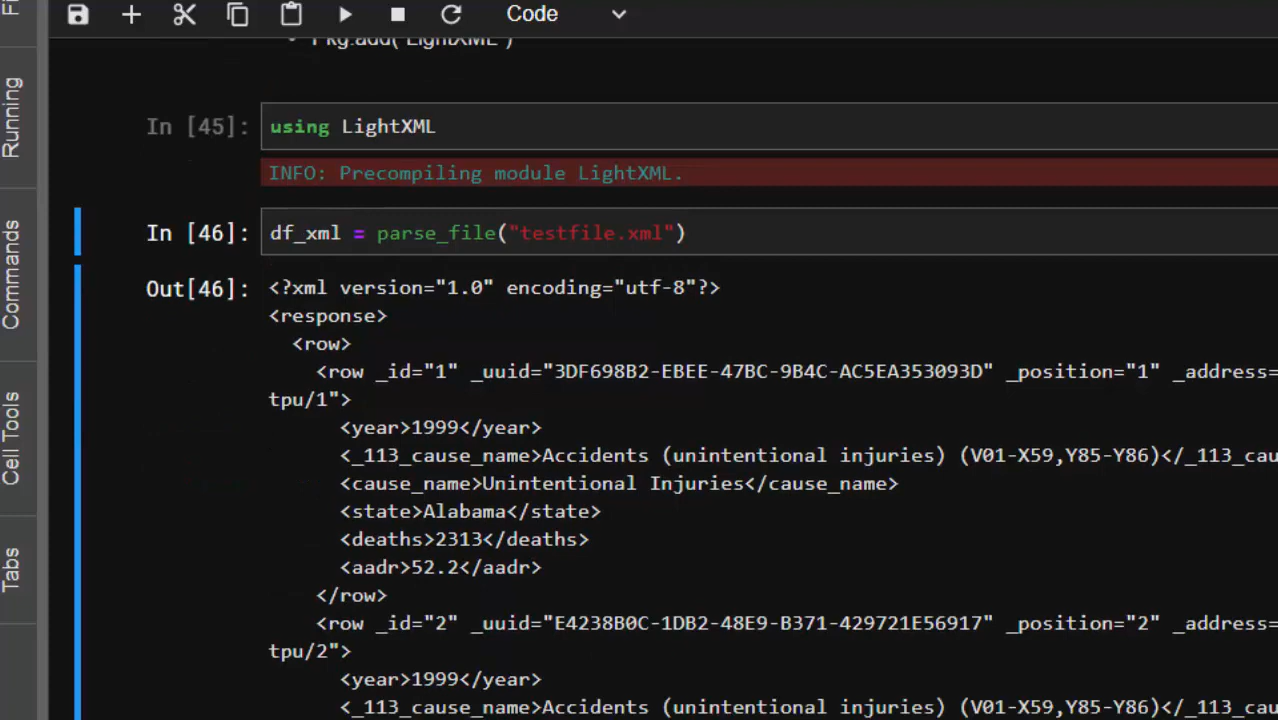 Code
Pkg.add("LightXML")
Running
Commands
Cell Tools
Tabs
In [45]:
using LightXML
INFO: Precompiling module LightXML.
In [46]:
df_xml = parse_file("testfile.xml")
Out[46]:
<?xml version="1.0" encoding="utf-8"?>
<response>
<row>
<row _id="1" _uuid="3DF698B2-EBEE-47BC-9B4C-AC5EA353093D" _position="1" _address=
tpu/1">
<year>1999</year>
<_113_cause_name>Accidents (unintentional injuries) (V01-X59,Y85-Y86)</_113_cau
<cause_name>Unintentional Injuries</cause_name>
<state>Alabama</state>
<deaths>2313</deaths>
<aadr>52.2</aadr>
</row>
<row _id="2" _uuid="E4238B0C-1DB2-48E9-B371-429721E56917" _position="2" _address=
tpu/2">
<year>1999</year>
<_113_cause_name>Accidents (unintentional injuries) (V01-X59,Y85-Y86)</_113_cau